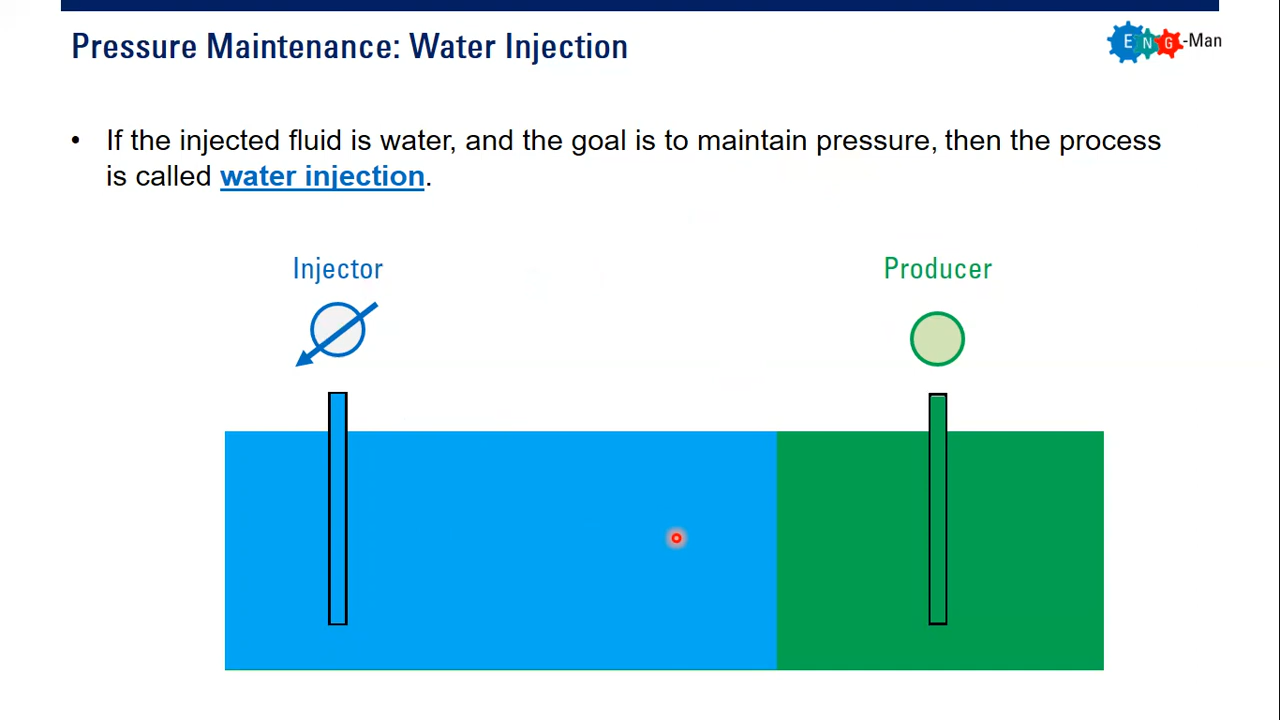 Pressure Maintenance: Water Injection
ENG-Man
• If the injected fluid is water, and the goal is to maintain pressure, then the process
is called water injection.
Injector
Producer